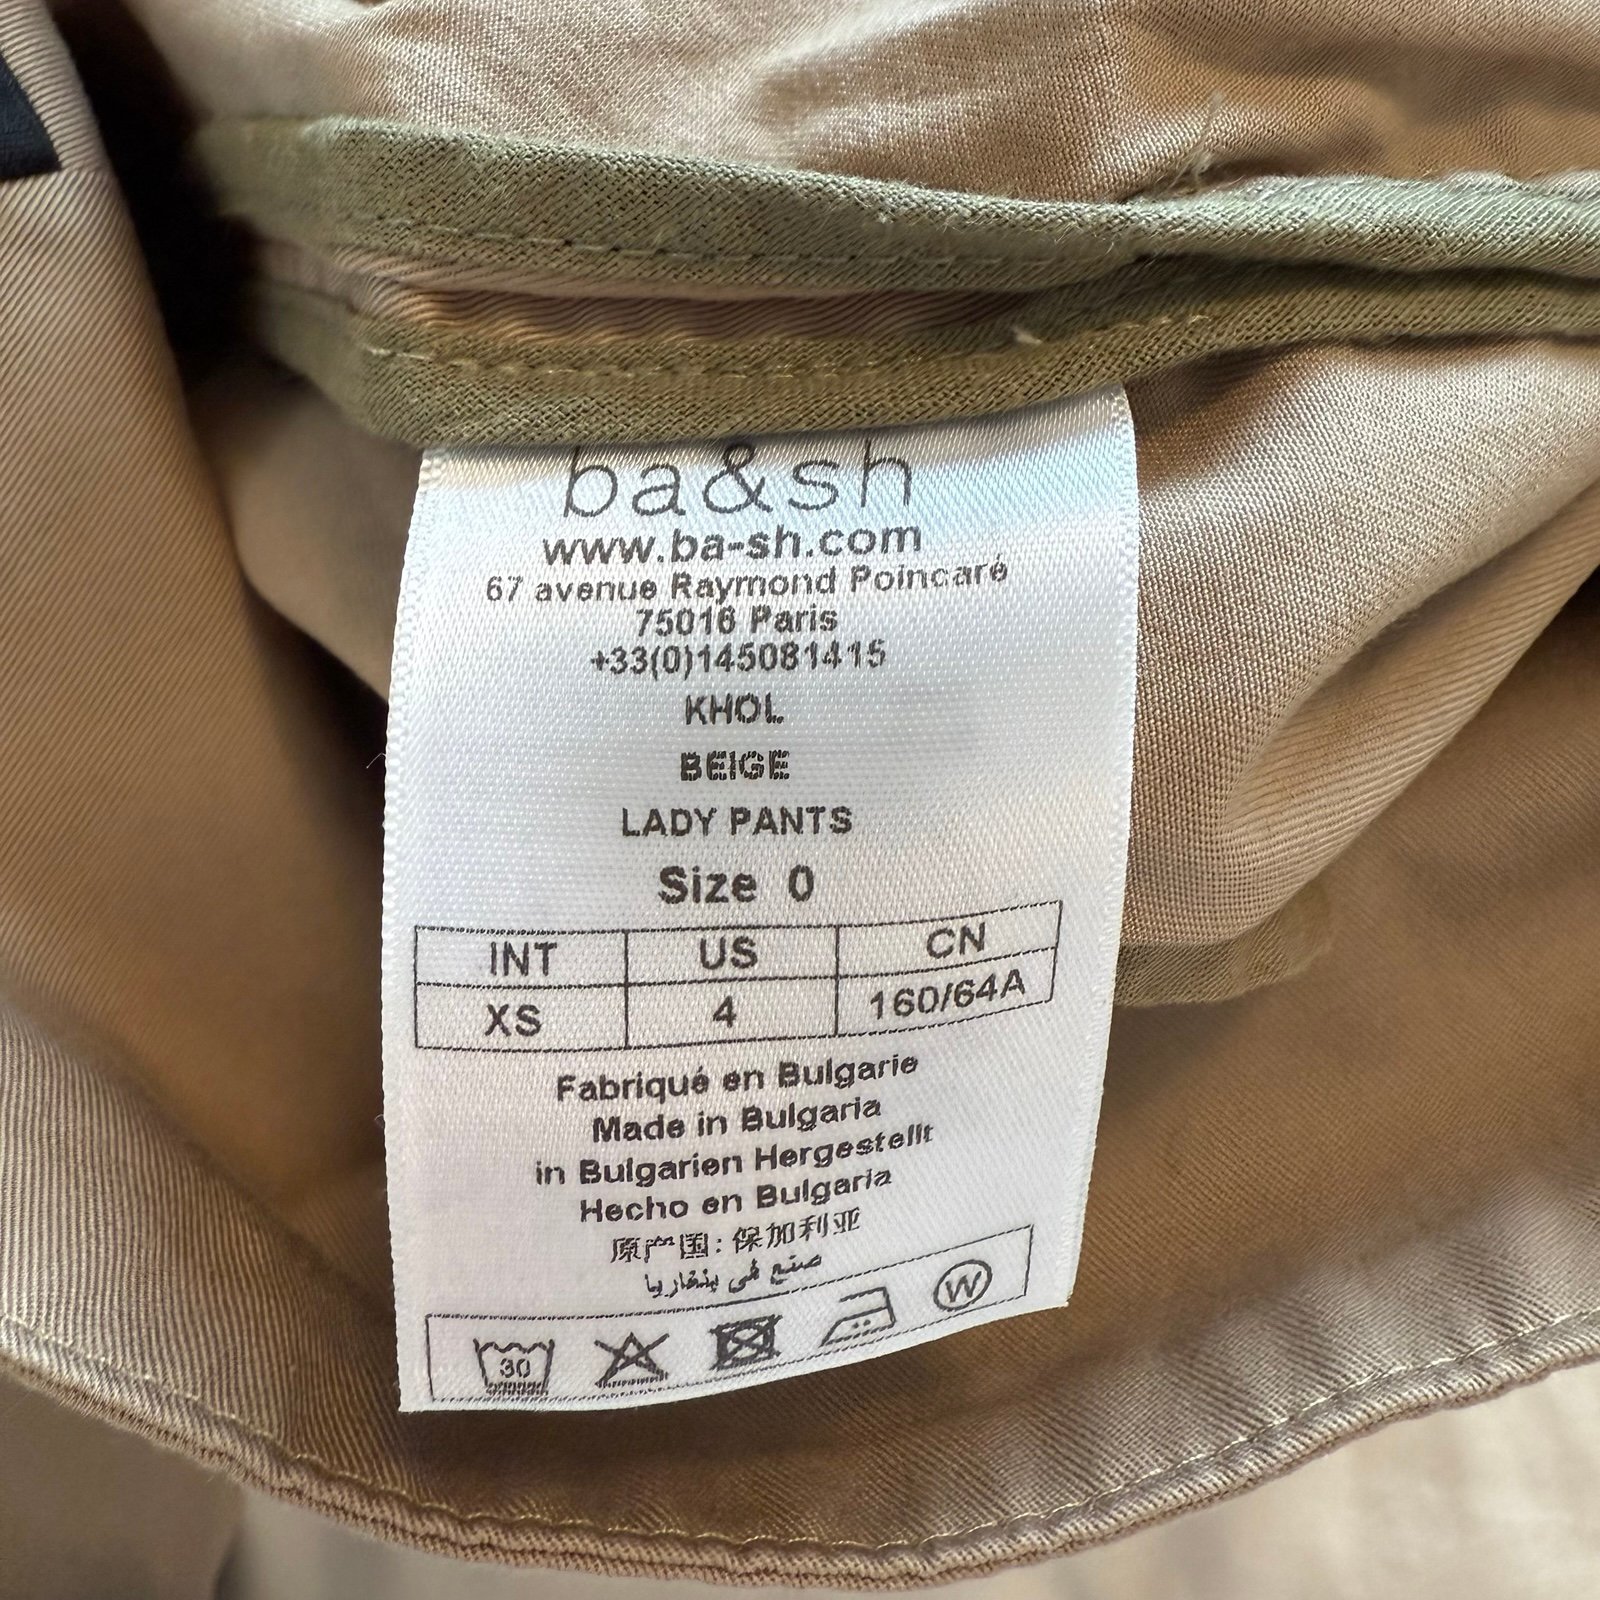 ba&sh
www.ba-sh.com
67 avenue Raymond Poincaré
75016 Paris
+33(0)145081415
KHOL
BEIGE
LADY PANTS
Size 0
INT US CN
XS 4 160/64A
Fabriqué en Bulgarie
Made in Bulgaria
in Bulgarien Hergestellt
Hecho en Bulgaria
原产国: 保加利亚
صنع في بلغاريا
30 W